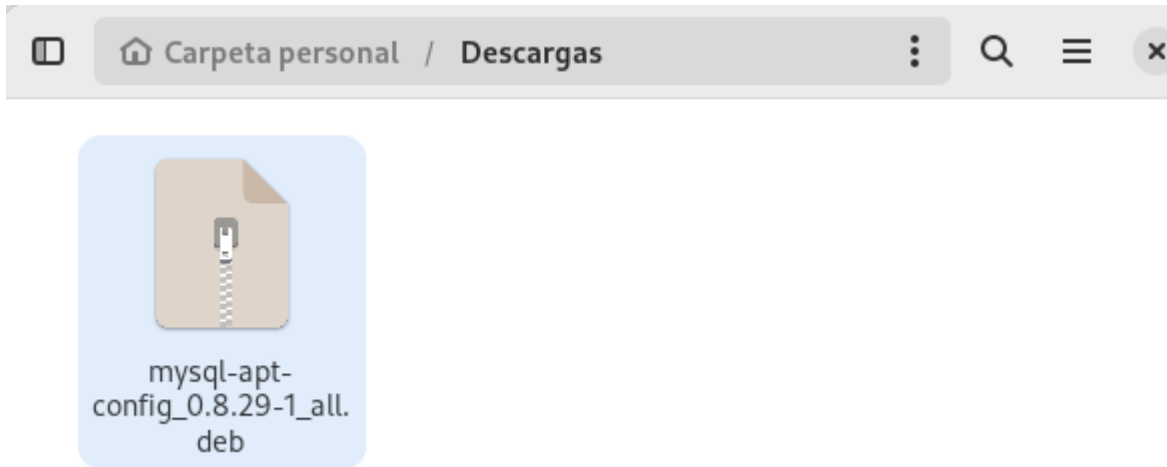 Carpeta personal / Descargas
mysql-apt-
config_0.8.29-1_all.
deb